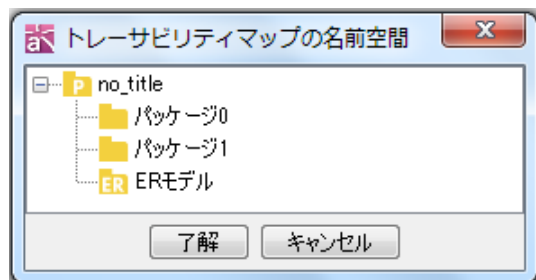 トレーサビリティマップの名前空間
no_title
パッケージ0
パッケージ1
ERモデル
了解 キャンセル